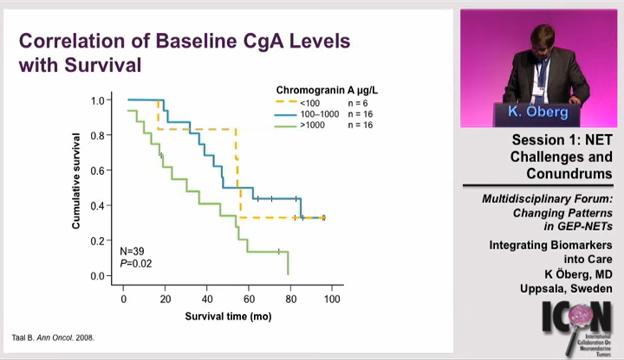 Correlation of Baseline CgA Levels
with Survival
Chromogranin A µg/L
<100 n = 6
100–1000 n = 16
>1000 n = 16
Cumulative survival
1.0
0.8
0.6
0.4
0.2
0.0
N=39
P=0.02
0 20 40 60 80 100
Survival time (mo)
Taal B. Ann Oncol. 2008.
K. Oberg
Session 1: NET
Challenges and
Conundrums
Multidisciplinary Forum:
Changing Patterns
in GEP-NETs
Integrating Biomarkers
into Care
K Öberg, MD
Uppsala, Sweden
ICON
International
Collaboration On
Neuroendocrine
Tumors